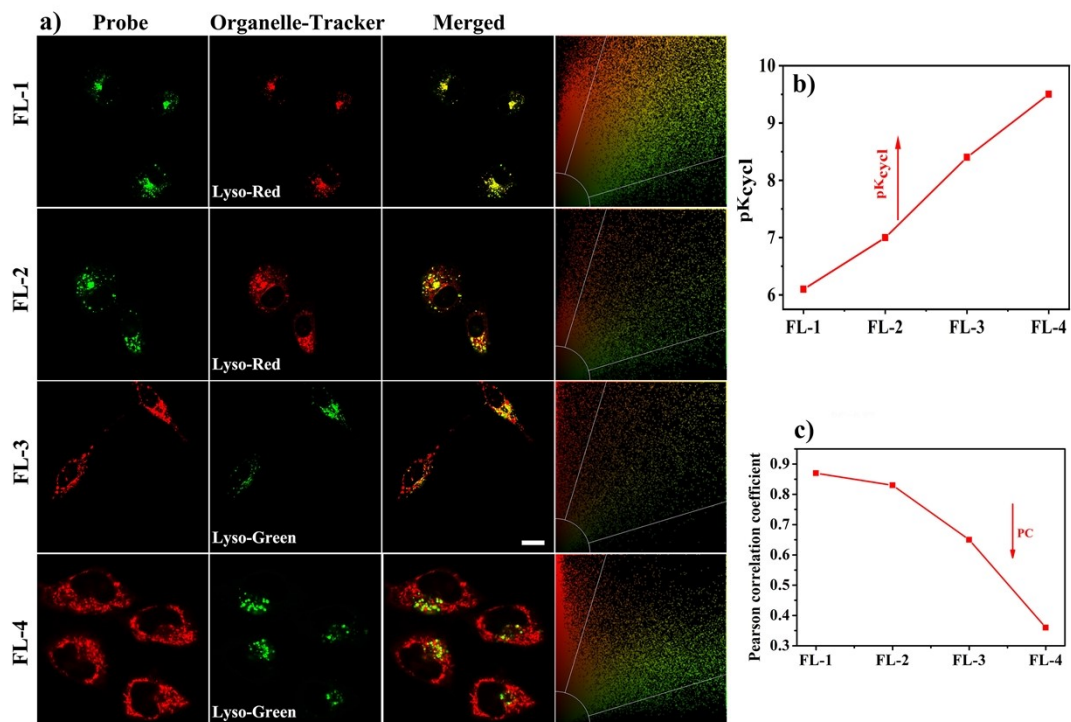 a) Probe Organelle-Tracker Merged
FL-1
Lyso-Red
FL-2
Lyso-Red
FL-3
Lyso-Green
FL-4
Lyso-Green
b)
pKcycl
10
9
8
7
6
pKcycl
FL-1 FL-2 FL-3 FL-4
c)
Pearson correlation coefficient
0.9
0.8
0.7
0.6
0.5
0.4
0.3
PC
FL-1 FL-2 FL-3 FL-4